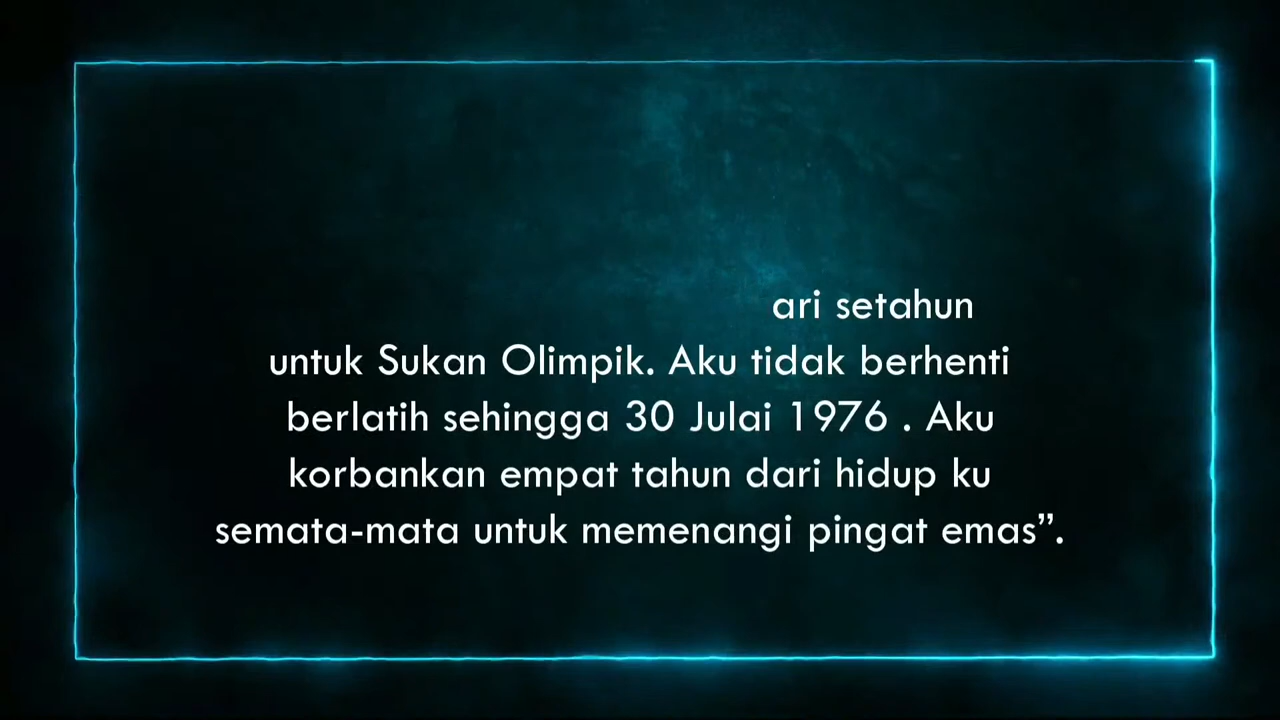 ari setahun
untuk Sukan Olimpik. Aku tidak berhenti
berlatih sehingga 30 Julai 1976 . Aku
korbankan empat tahun dari hidup ku
semata-mata untuk memenangi pingat emas”.